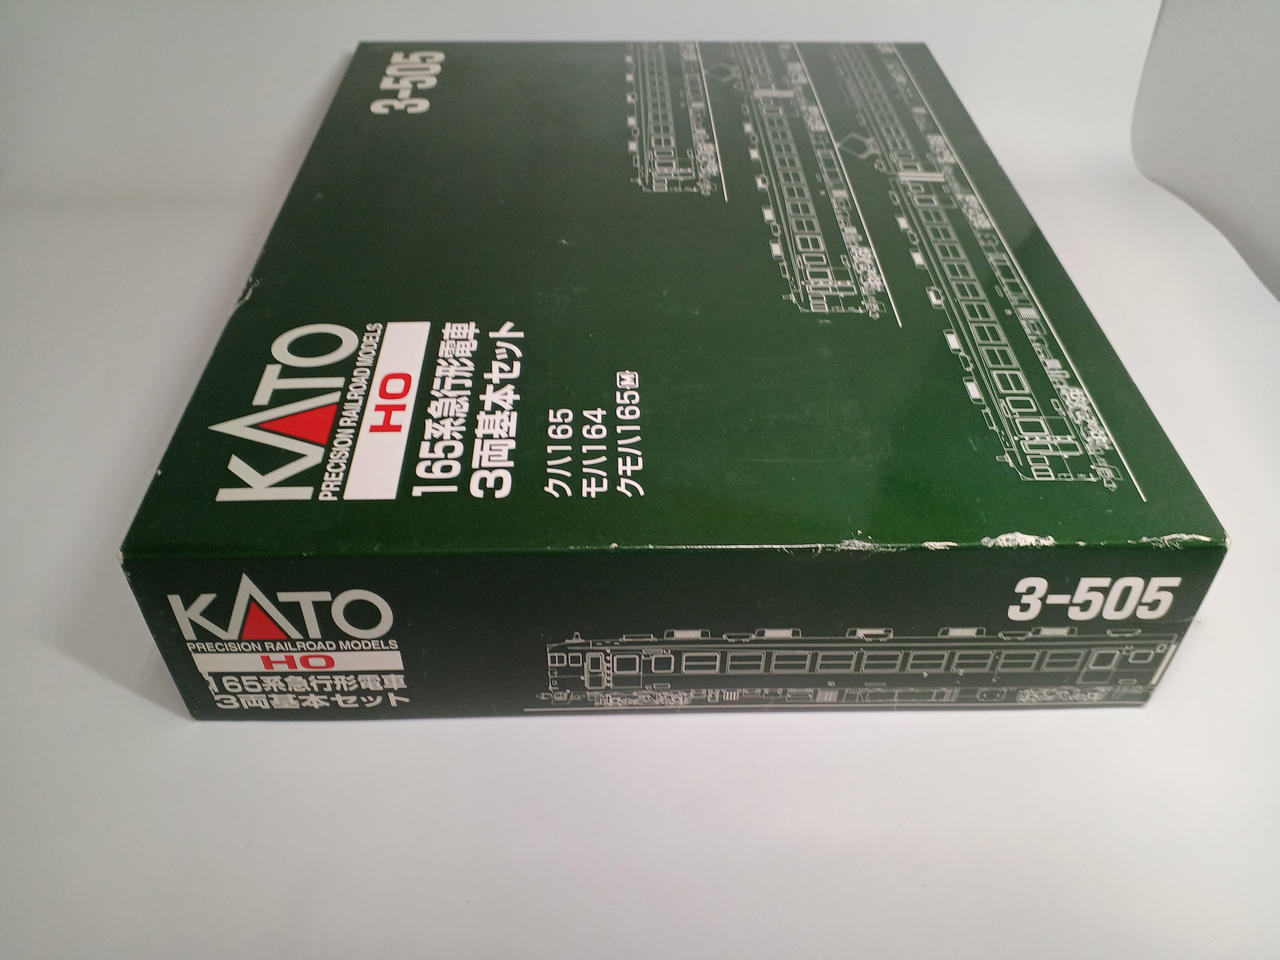 3-505
KATO
PRECISION RAILROAD MODELS
HO
165系急行形電車
3両基本セット
クハ165
モハ164
クモハ165M
KATO
PRECISION RAILROAD MODELS
HO
165系急行形電車
3両基本セット
3-505